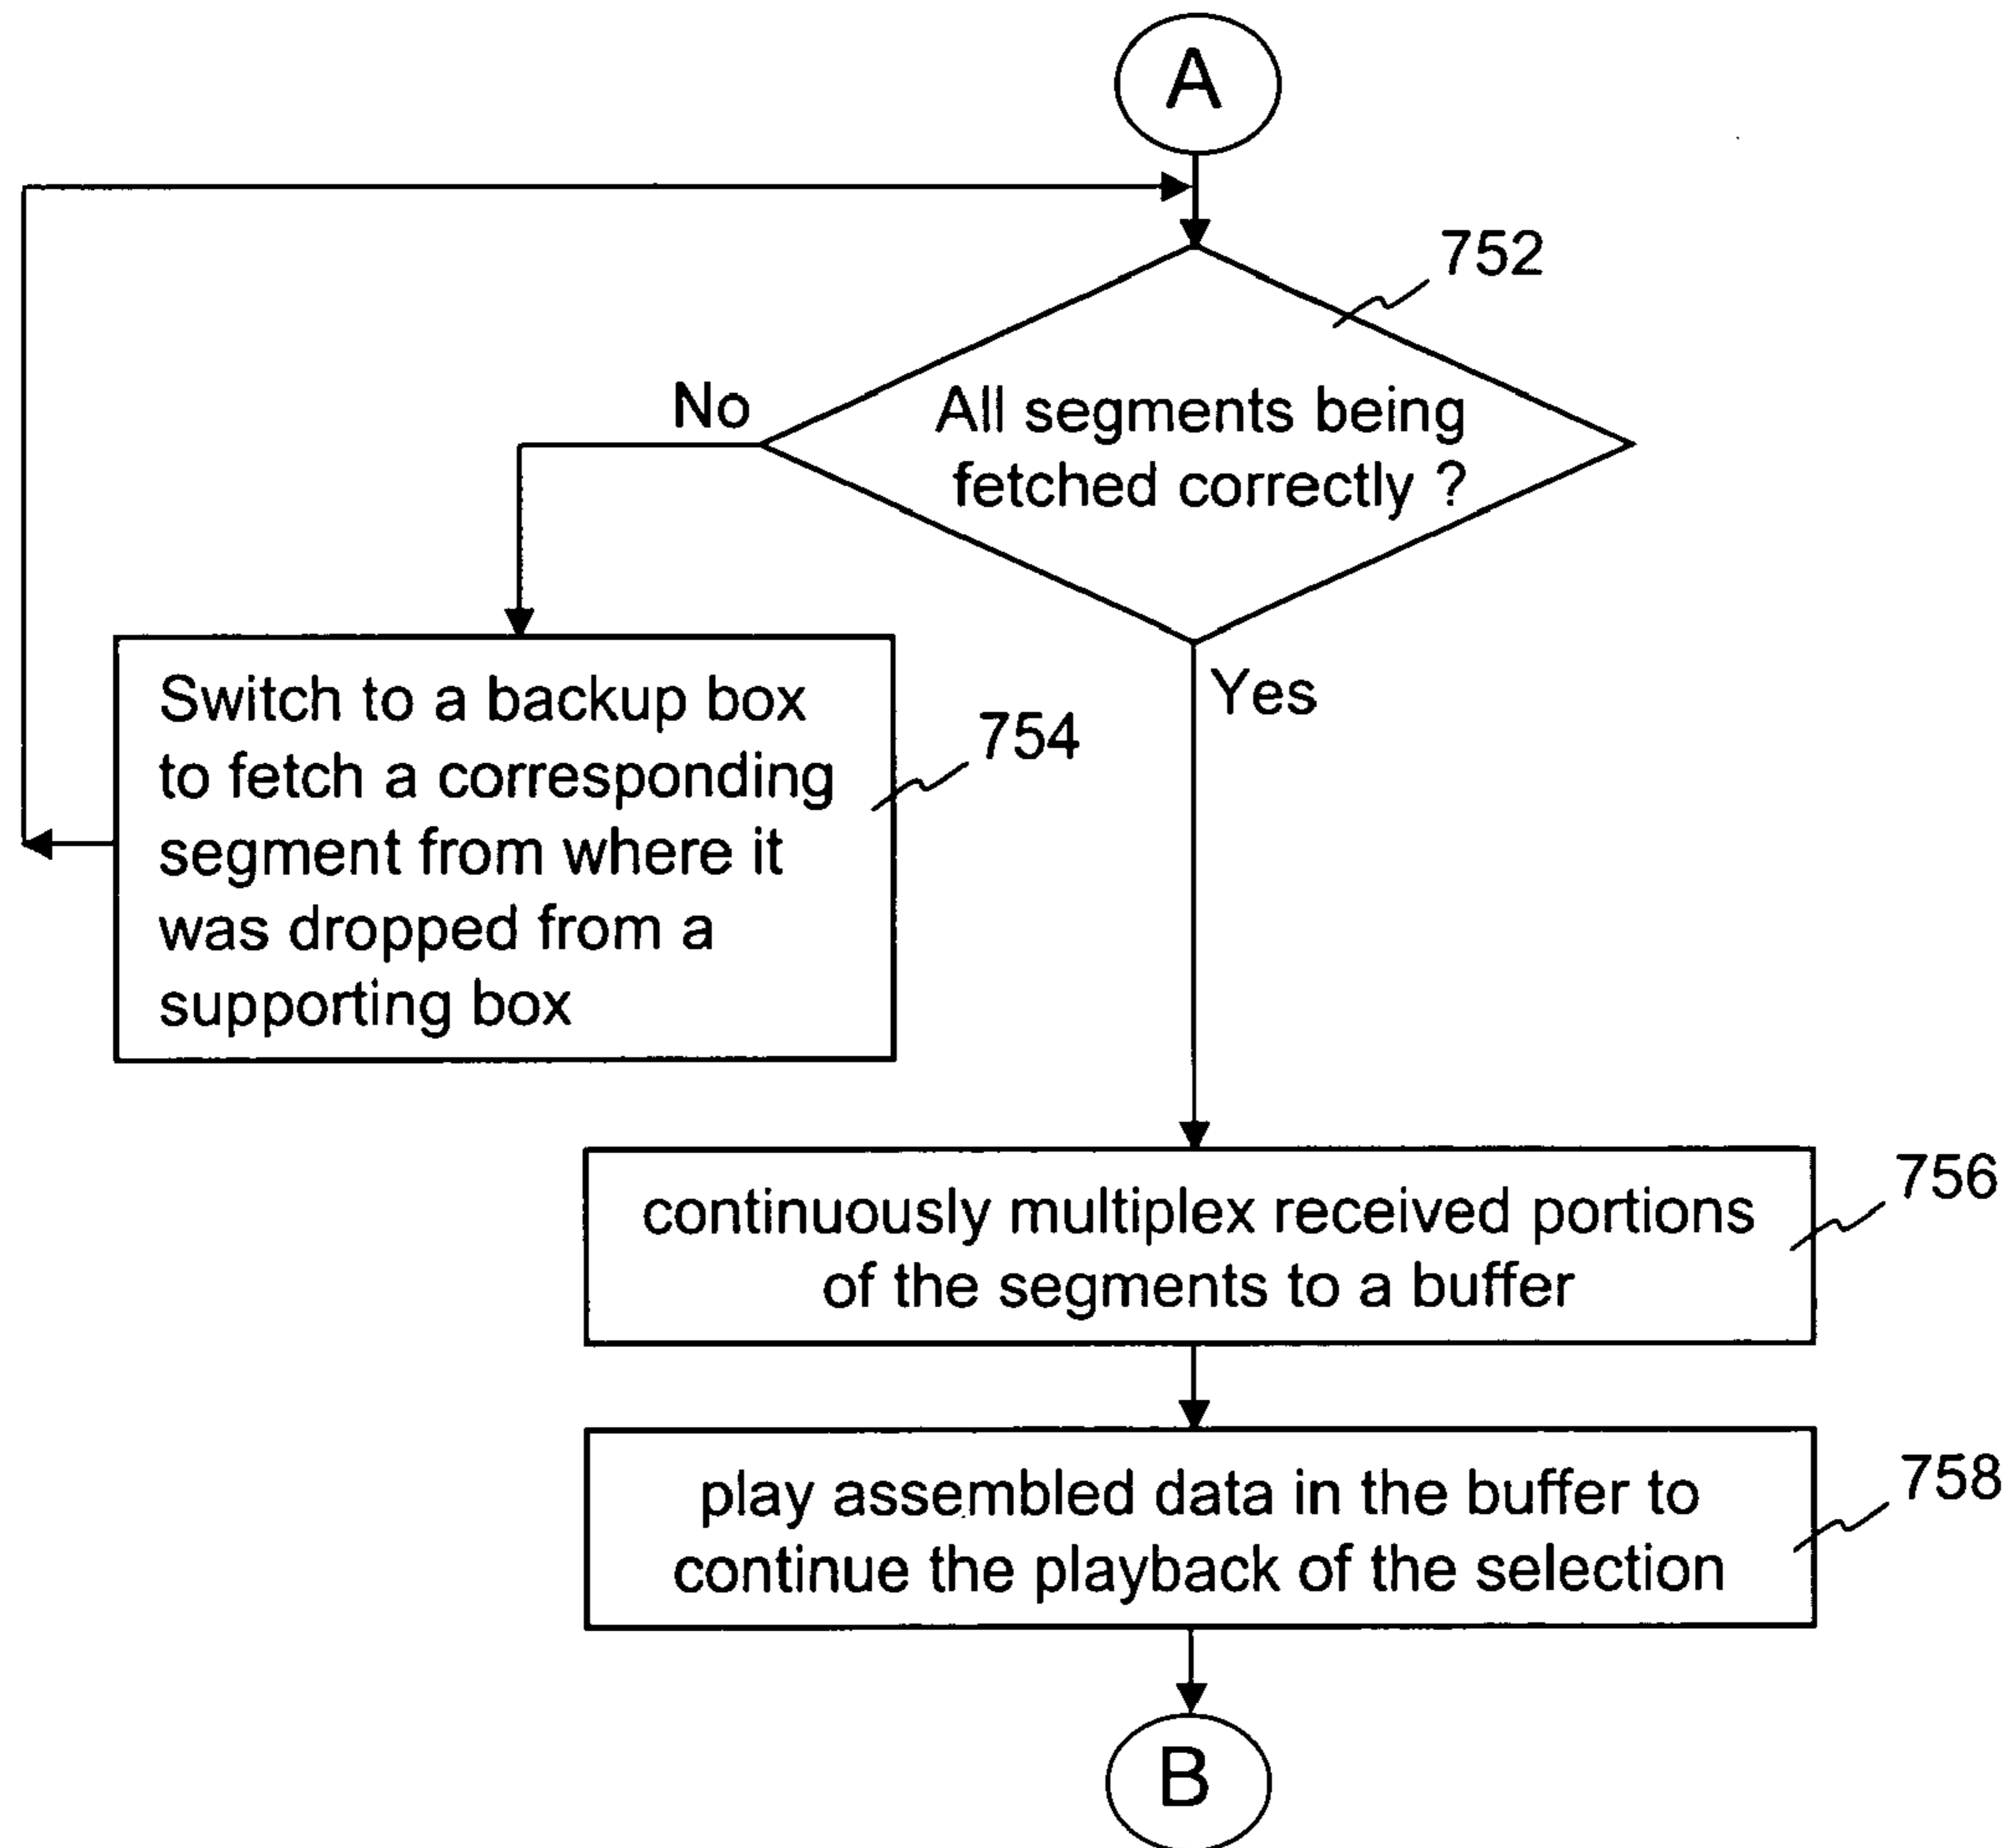 A
752
All segments being
fetched correctly ?
No
Yes
Switch to a backup box
to fetch a corresponding
segment from where it
was dropped from a
supporting box
754
continuously multiplex received portions
of the segments to a buffer
756
play assembled data in the buffer to
continue the playback of the selection
758
B